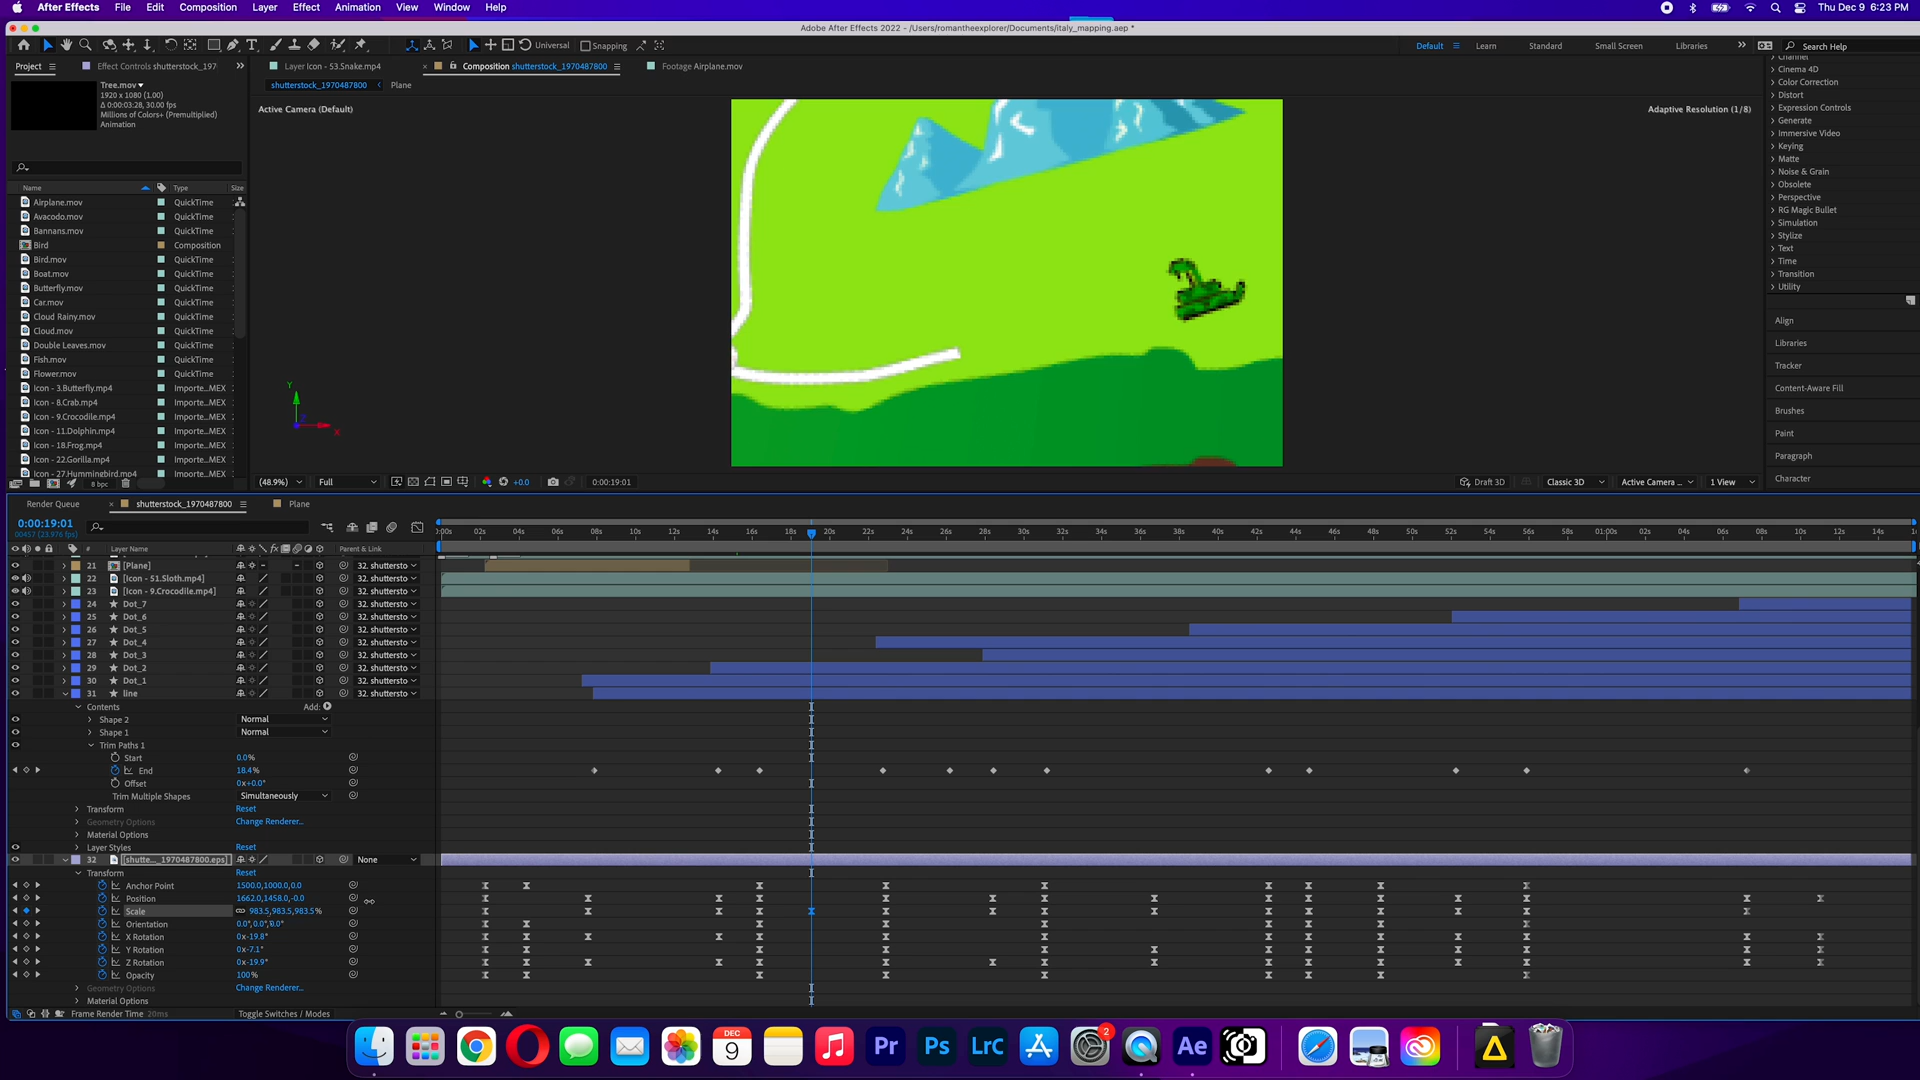 After Effects File Edit Composition Layer Effect Animation View Window Help
Thu Dec 9 6:23 PM
Adobe After Effects 2022 - /Users/romantheexplorer/Documents/italy_mapping.aep *
Universal Snapping
Default Learn Standard Small Screen Libraries Search Help
Project Effect Controls shutterstock_197
Layer Icon - 53.Snake.mp4 Composition shutterstock_1970487800 Footage Airplane.mov
shutterstock_1970487800 Plane
Tree.mov
1920 x 1080 (1.00)
Δ 0:00:03:28, 30.00 fps
Millions of Colors+ (Premultiplied)
Animation
Active Camera (Default)
Adaptive Resolution (1/8)
Name Type Size
Airplane.mov QuickTime
Avacodo.mov QuickTime
Bannans.mov QuickTime
Bird Composition
Bird.mov QuickTime
Boat.mov QuickTime
Butterfly.mov QuickTime
Car.mov QuickTime
Cloud Rainy.mov QuickTime
Cloud.mov QuickTime
Double Leaves.mov QuickTime
Fish.mov QuickTime
Flower.mov QuickTime
Icon - 3.Butterfly.mp4 Importe...MEX
Icon - 8.Crab.mp4 Importe...MEX
Icon - 9.Crocodile.mp4 Importe...MEX
Icon - 11.Dolphin.mp4 Importe...MEX
Icon - 18.Frog.mp4 Importe...MEX
Icon - 22.Gorilla.mp4 Importe...MEX
Icon - 27.Hummingbird.mp4 Importe...MEX
8 bpc
Y
X
(48.9%) Full +0.0 0:00:19:01 Draft 3D Classic 3D Active Camera ... 1 View
Channel
Cinema 4D
Color Correction
Distort
Expression Controls
Generate
Immersive Video
Keying
Matte
Noise & Grain
Obsolete
Perspective
RG Magic Bullet
Simulation
Stylize
Text
Time
Transition
Utility
Align
Libraries
Tracker
Content-Aware Fill
Brushes
Paint
Paragraph
Character
Render Queue shutterstock_1970487800 Plane
0:00:19:01
00457 (23.976 fps)
:00s 02s 04s 06s 08s 10s 12s 14s 16s 18s 20s 22s 24s 26s 28s 30s 32s 34s 36s 38s 40s 42s 44s 46s 48s 50s 52s 54s 56s 58s 01:00s 02s 04s 06s 08s 10s 12s 14s
# Layer Name fx Parent & Link
21 [Plane] 32. shuttersto
22 [Icon - 51.Sloth.mp4] 32. shuttersto
23 [Icon - 9.Crocodile.mp4] 32. shuttersto
24 Dot_7 32. shuttersto
25 Dot_6 32. shuttersto
26 Dot_5 32. shuttersto
27 Dot_4 32. shuttersto
28 Dot_3 32. shuttersto
29 Dot_2 32. shuttersto
30 Dot_1 32. shuttersto
31 line 32. shuttersto
Contents Add:
Shape 2 Normal
Shape 1 Normal
Trim Paths 1
Start 0.0%
End 18.4%
Offset 0x+0.0°
Trim Multiple Shapes Simultaneously
Transform Reset
Geometry Options Change Renderer...
Material Options
Layer Styles Reset
32 [shutte..._1970487800.eps] None
Transform Reset
Anchor Point 1500.0,1000.0,0.0
Position 1662.0,1458.0,-0.0
Scale 983.5,983.5,983.5%
Orientation 0.0°,0.0°,0.0°
X Rotation 0x-19.8°
Y Rotation 0x-7.1°
Z Rotation 0x-19.9°
Opacity 100%
Geometry Options Change Renderer...
Material Options
Frame Render Time 20ms Toggle Switches / Modes
DEC
9
Pr Ps LrC 2 Ae